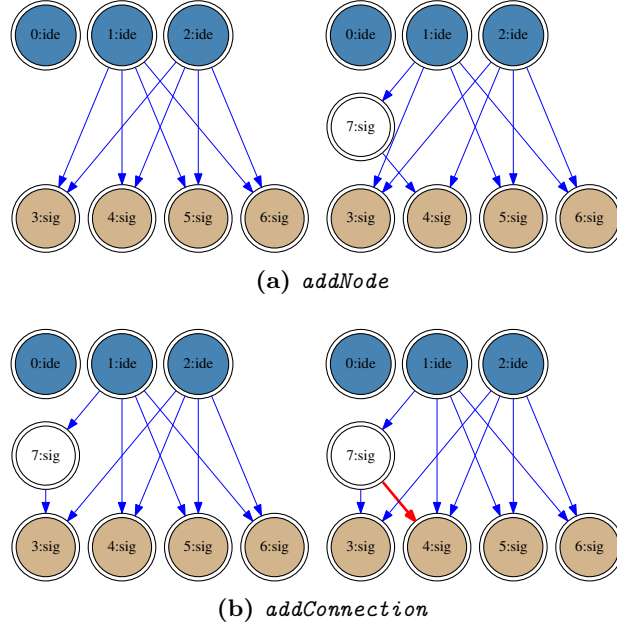 0:ide 1:ide 2:ide 0:ide 1:ide 2:ide
7:sig
3:sig 4:sig 5:sig 6:sig 3:sig 4:sig 5:sig 6:sig
(a) addNode
0:ide 1:ide 2:ide 0:ide 1:ide 2:ide
7:sig 7:sig
3:sig 4:sig 5:sig 6:sig 3:sig 4:sig 5:sig 6:sig
(b) addConnection